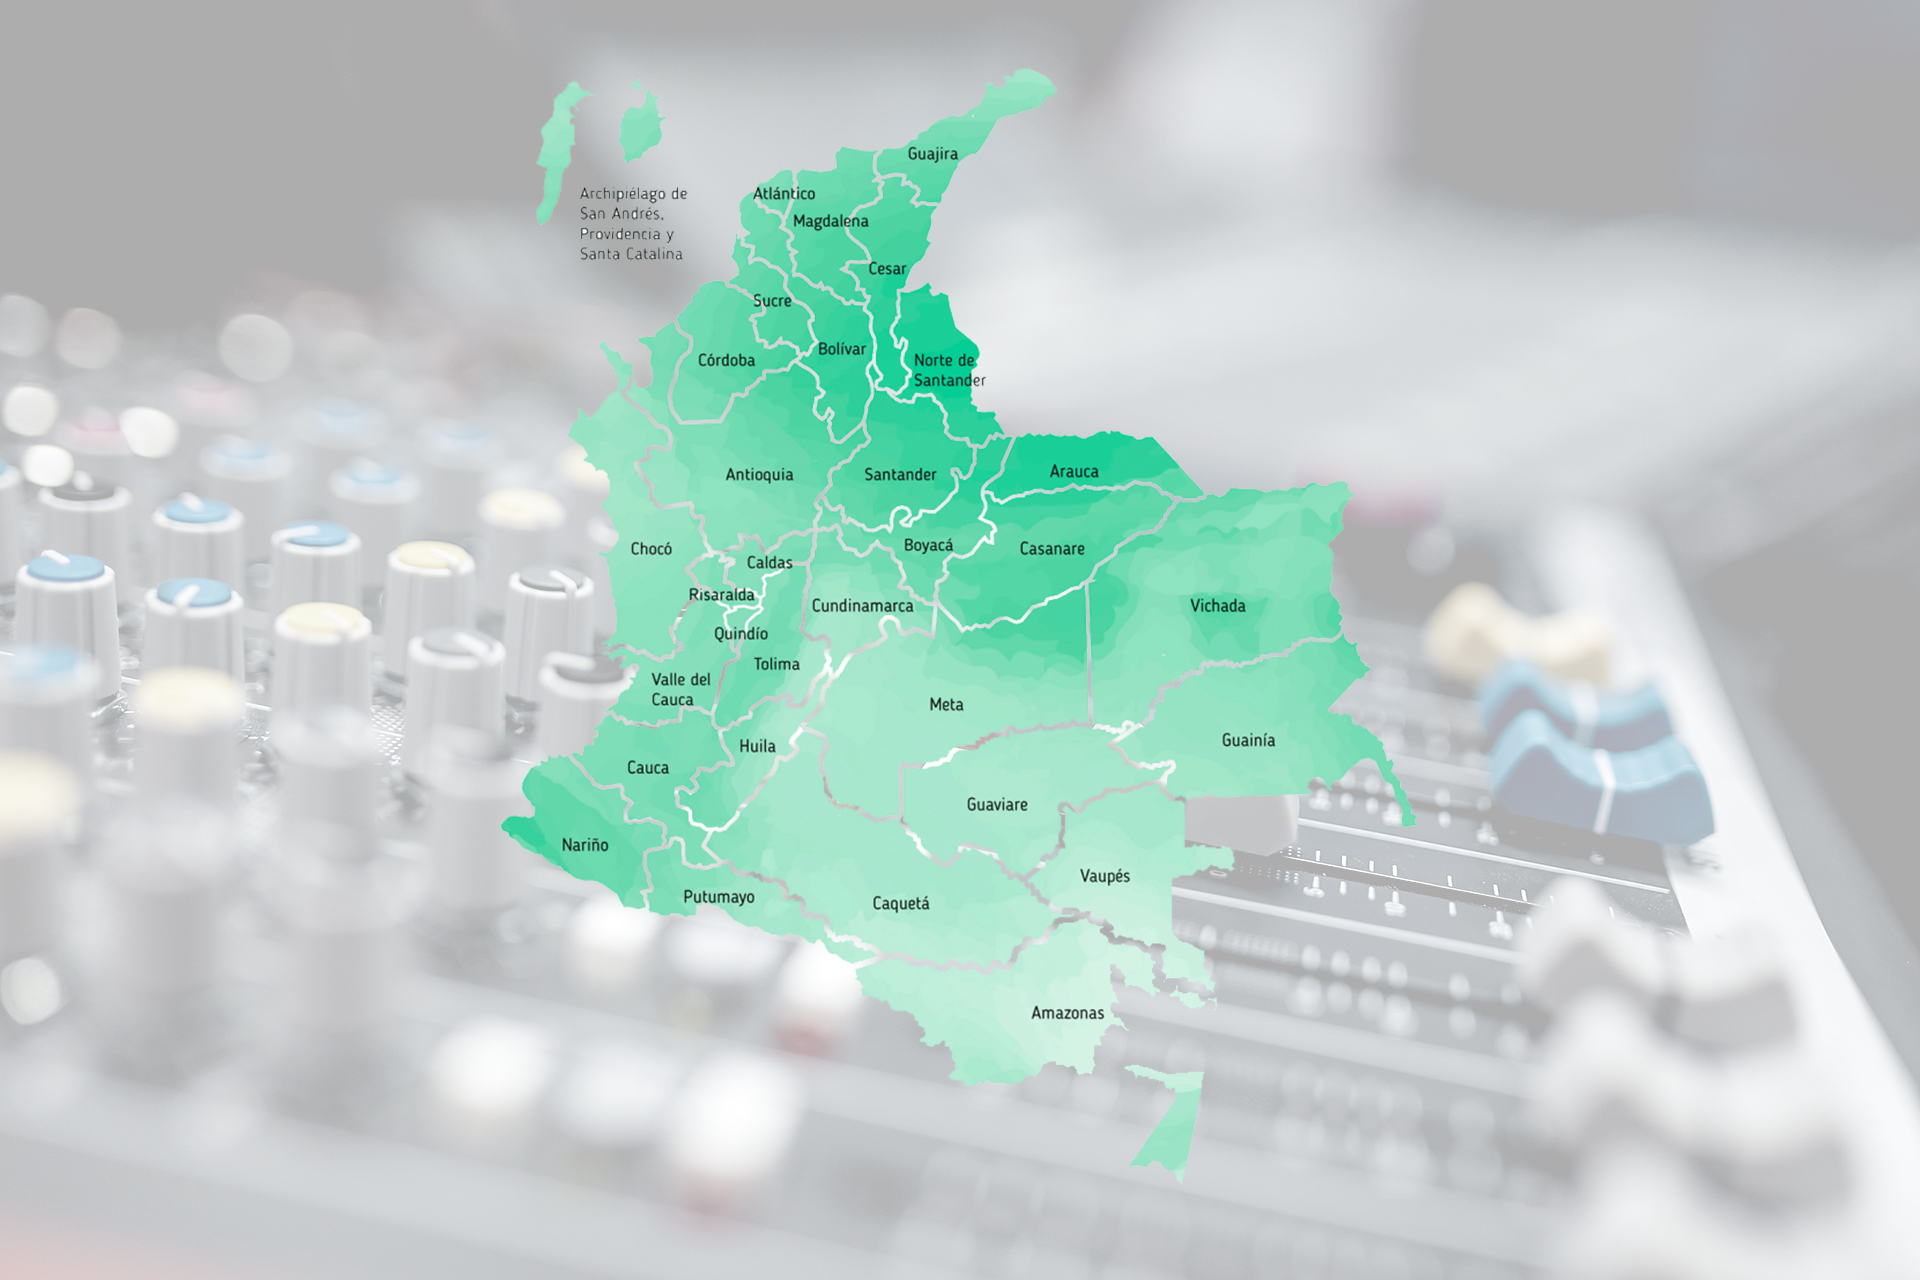 Guajira
Archipiélago de
San Andrés,
Providencia y
Santa Catalina
Atlántico
Magdalena
Cesar
Sucre
Bolívar
Córdoba
Norte de
Santander
Antioquia
Santander
Arauca
Chocó
Caldas
Boyacá
Casanare
Risaralda
Cundinamarca
Vichada
Quindío
Tolima
Valle del
Cauca
Meta
Huila
Guainía
Cauca
Guaviare
Nariño
Vaupés
Putumayo
Caquetá
Amazonas